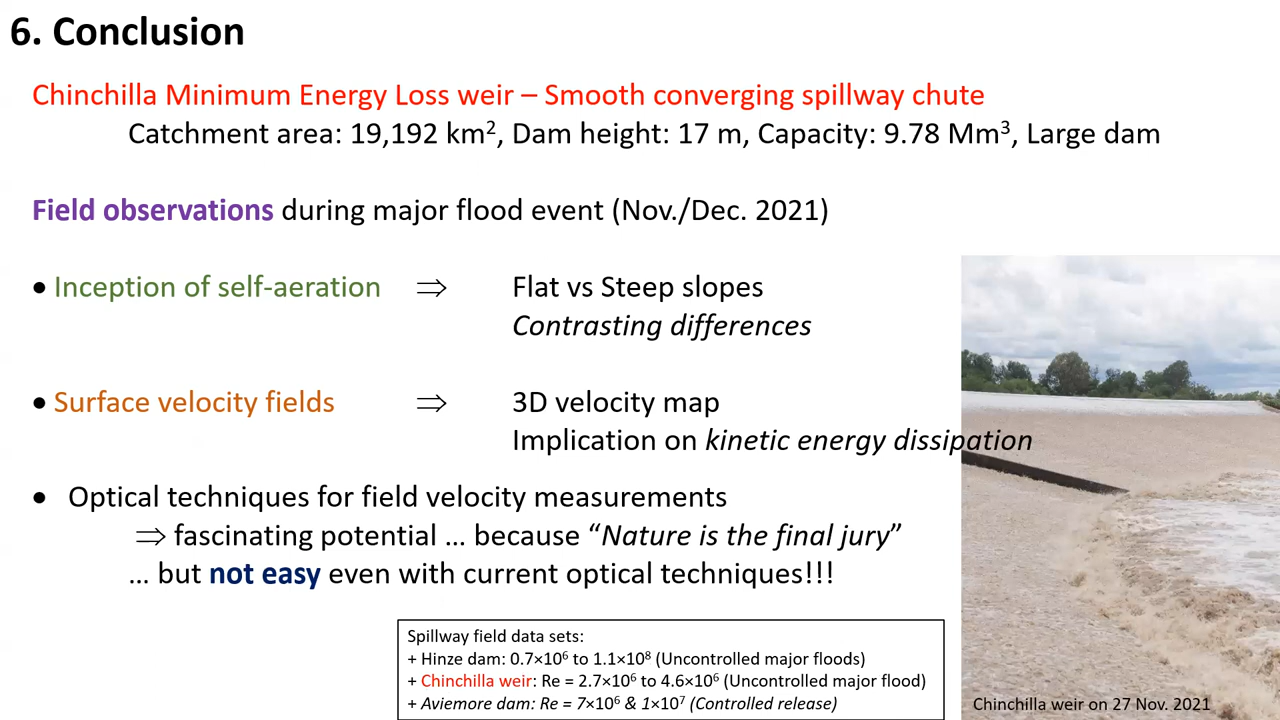 6. Conclusion
Chinchilla Minimum Energy Loss weir – Smooth converging spillway chute
Catchment area: 19,192 km², Dam height: 17 m, Capacity: 9.78 Mm³, Large dam
Field observations during major flood event (Nov./Dec. 2021)
• Inception of self-aeration ⇒ Flat vs Steep slopes
Contrasting differences
• Surface velocity fields ⇒ 3D velocity map
Implication on kinetic energy dissipation
• Optical techniques for field velocity measurements
⇒ fascinating potential … because “Nature is the final jury”
… but not easy even with current optical techniques!!!
Spillway field data sets:
+ Hinze dam: 0.7×10⁶ to 1.1×10⁸ (Uncontrolled major floods)
+ Chinchilla weir: Re = 2.7×10⁶ to 4.6×10⁶ (Uncontrolled major flood)
+ Aviemore dam: Re = 7×10⁶ & 1×10⁷ (Controlled release)
Chinchilla weir on 27 Nov. 2021